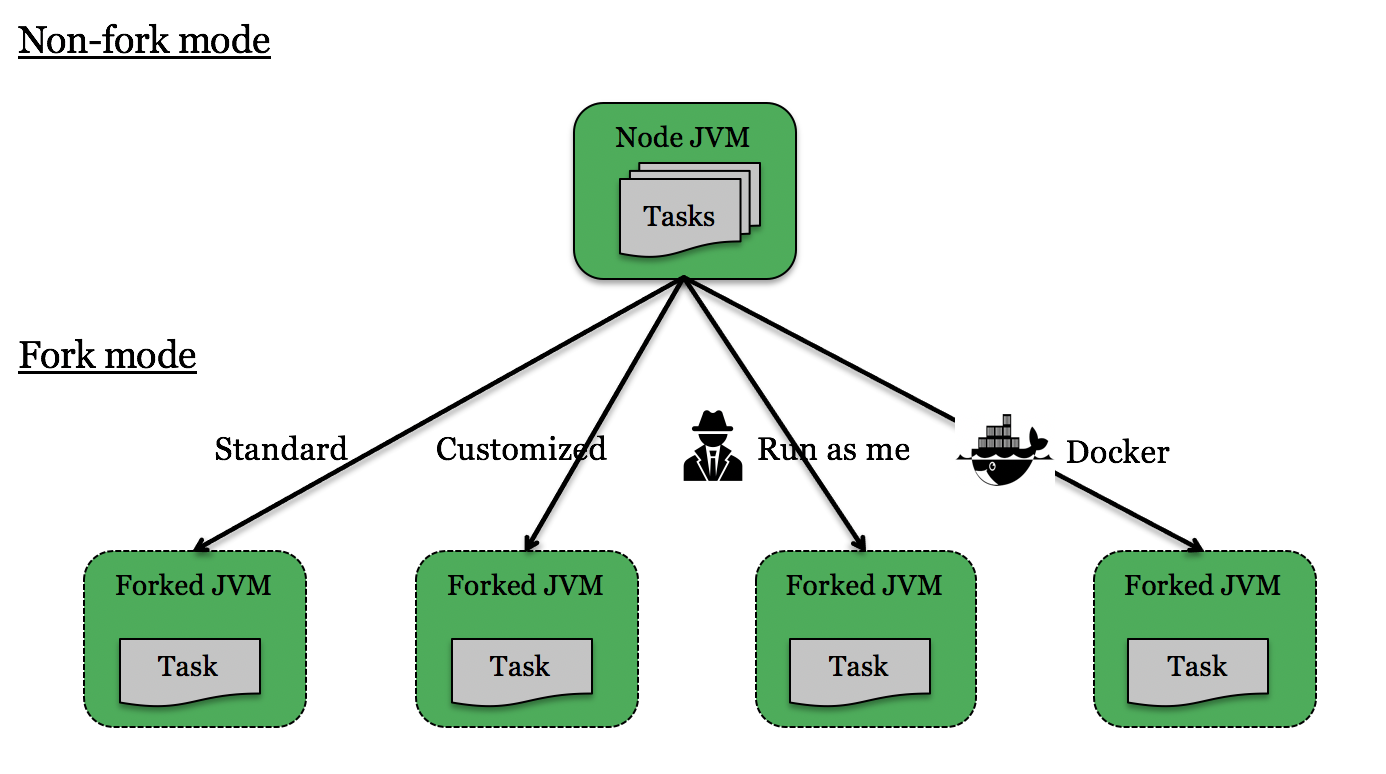 Non-fork mode
Node JVM
Tasks
Fork mode
Standard
Customized
Run as me
Docker
Forked JVM
Forked JVM
Forked JVM
Forked JVM
Task
Task
Task
Task